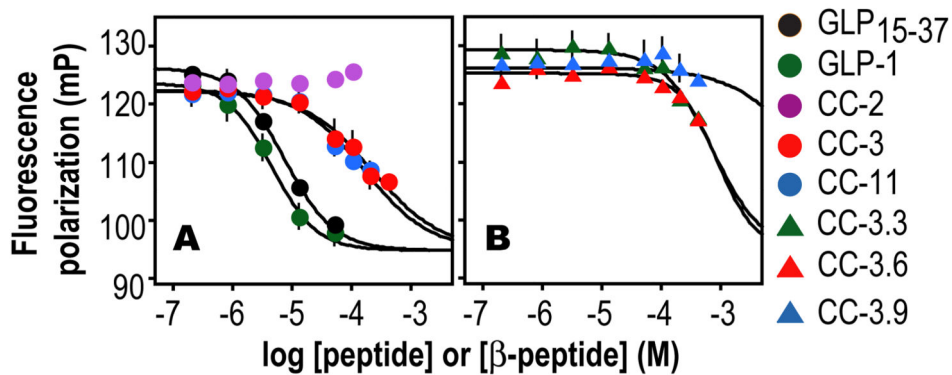 Fluorescence
polarization (mP)
130
120
110
100
90
A
B
-7 -6 -5 -4 -3
-7 -6 -5 -4 -3
log [peptide] or [β-peptide] (M)
GLP15-37
GLP-1
CC-2
CC-3
CC-11
CC-3.3
CC-3.6
CC-3.9